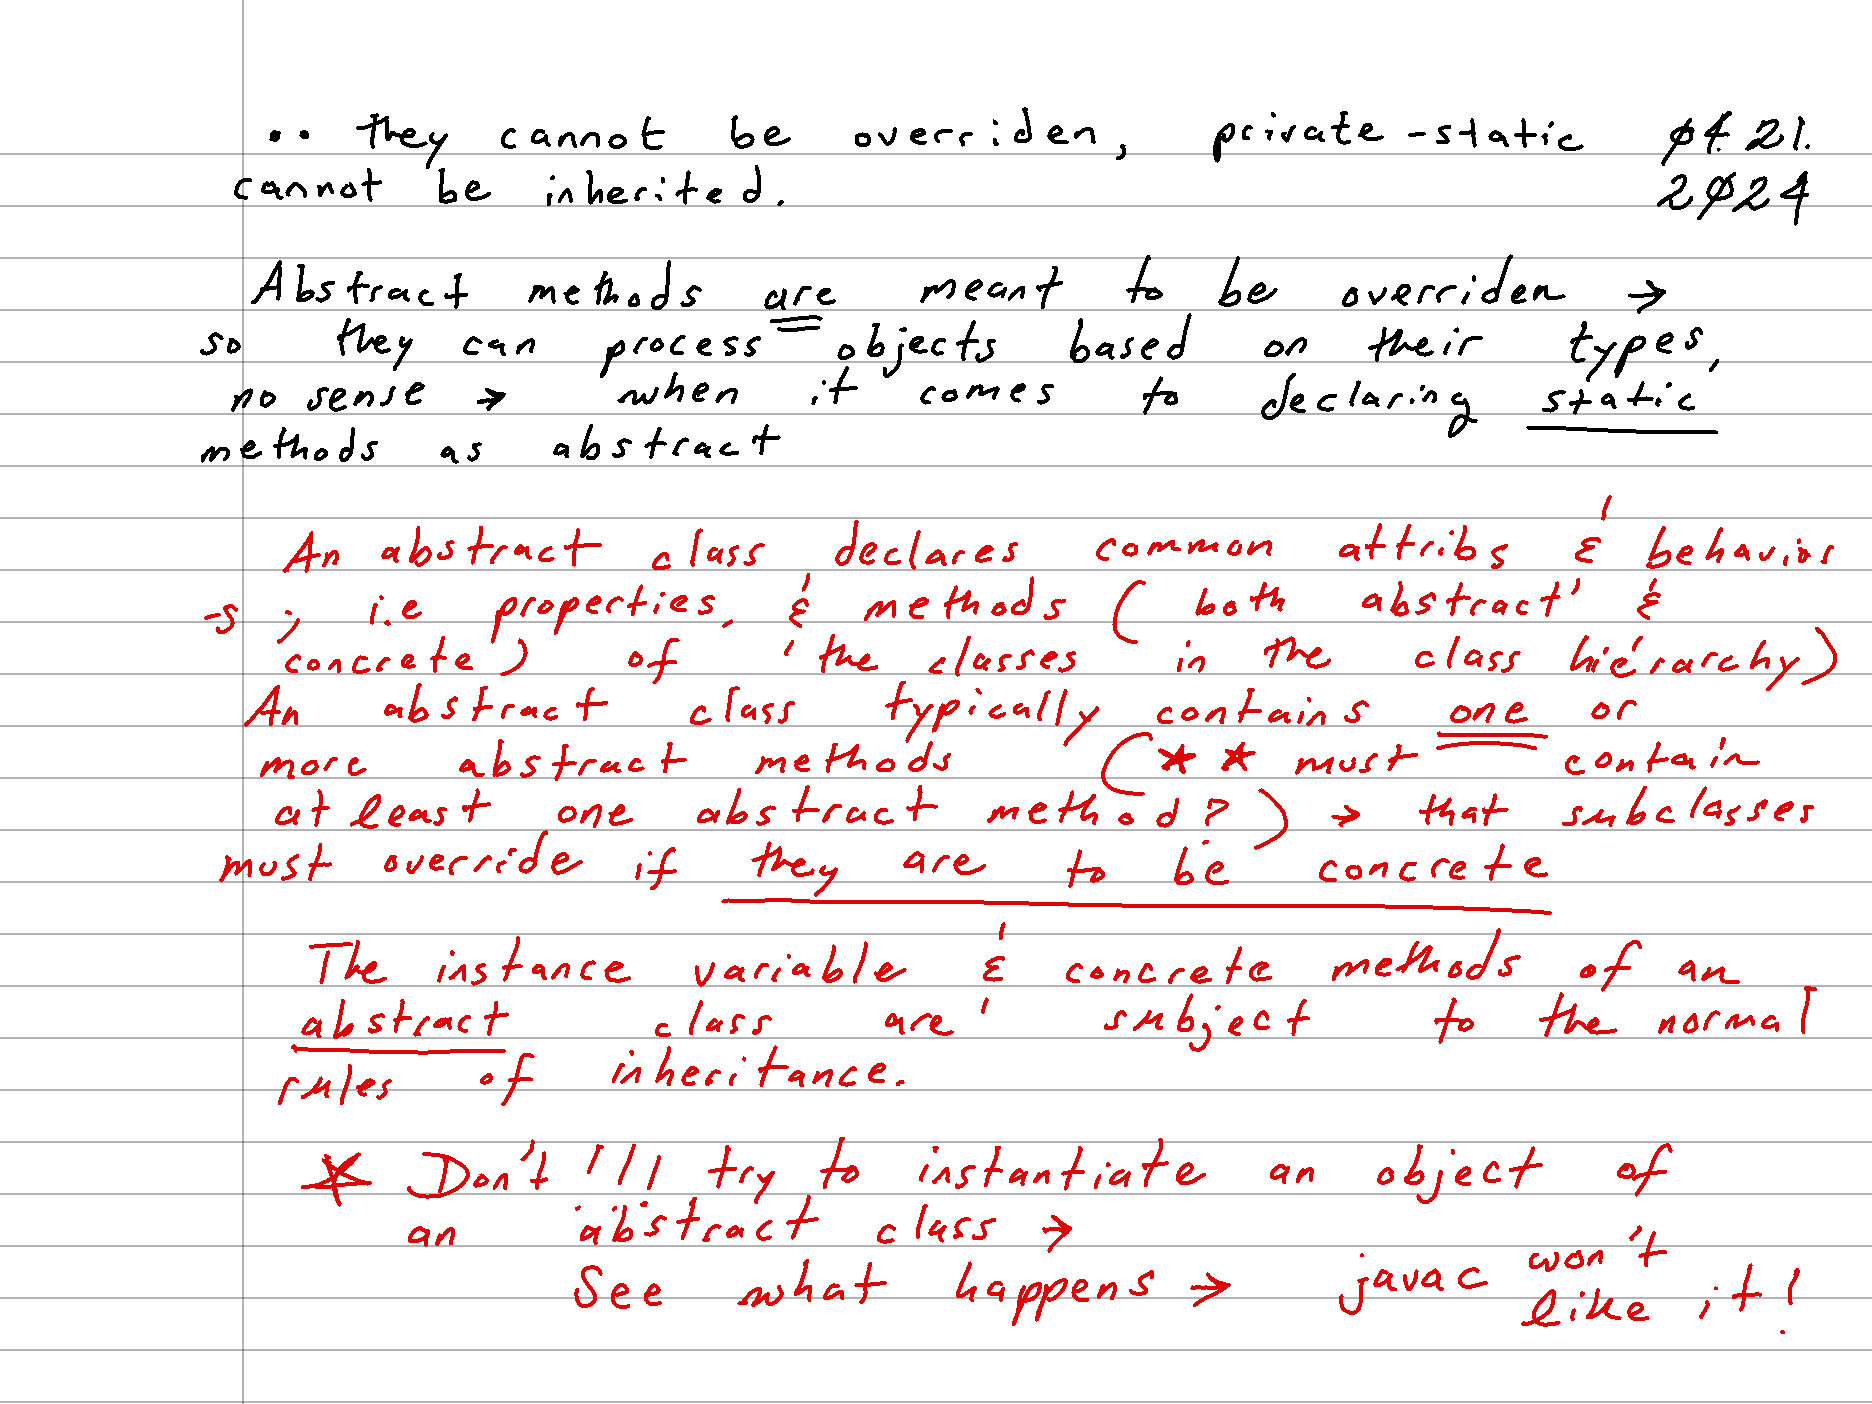 .. they cannot be overriden, private-static 04.21.
cannot be inherited. 2024
Abstract methods are meant to be overriden →
so they can process objects based on their types,
no sense → when it comes to declaring static
methods as abstract
An abstract class declares common attribs & behavior
-s ; i.e properties, & methods ( both abstract &
concrete ) of the classes in the class hierarchy)
An abstract class typically contains one or
more abstract methods (** must contain
at least one abstract method? ) → that subclasses
must override if they are to be concrete
The instance variable & concrete methods of an
abstract class are subject to the normal
rules of inheritance.
* Don't !!! try to instantiate an object of
an abstract class →
See what happens → javac won't
like it!